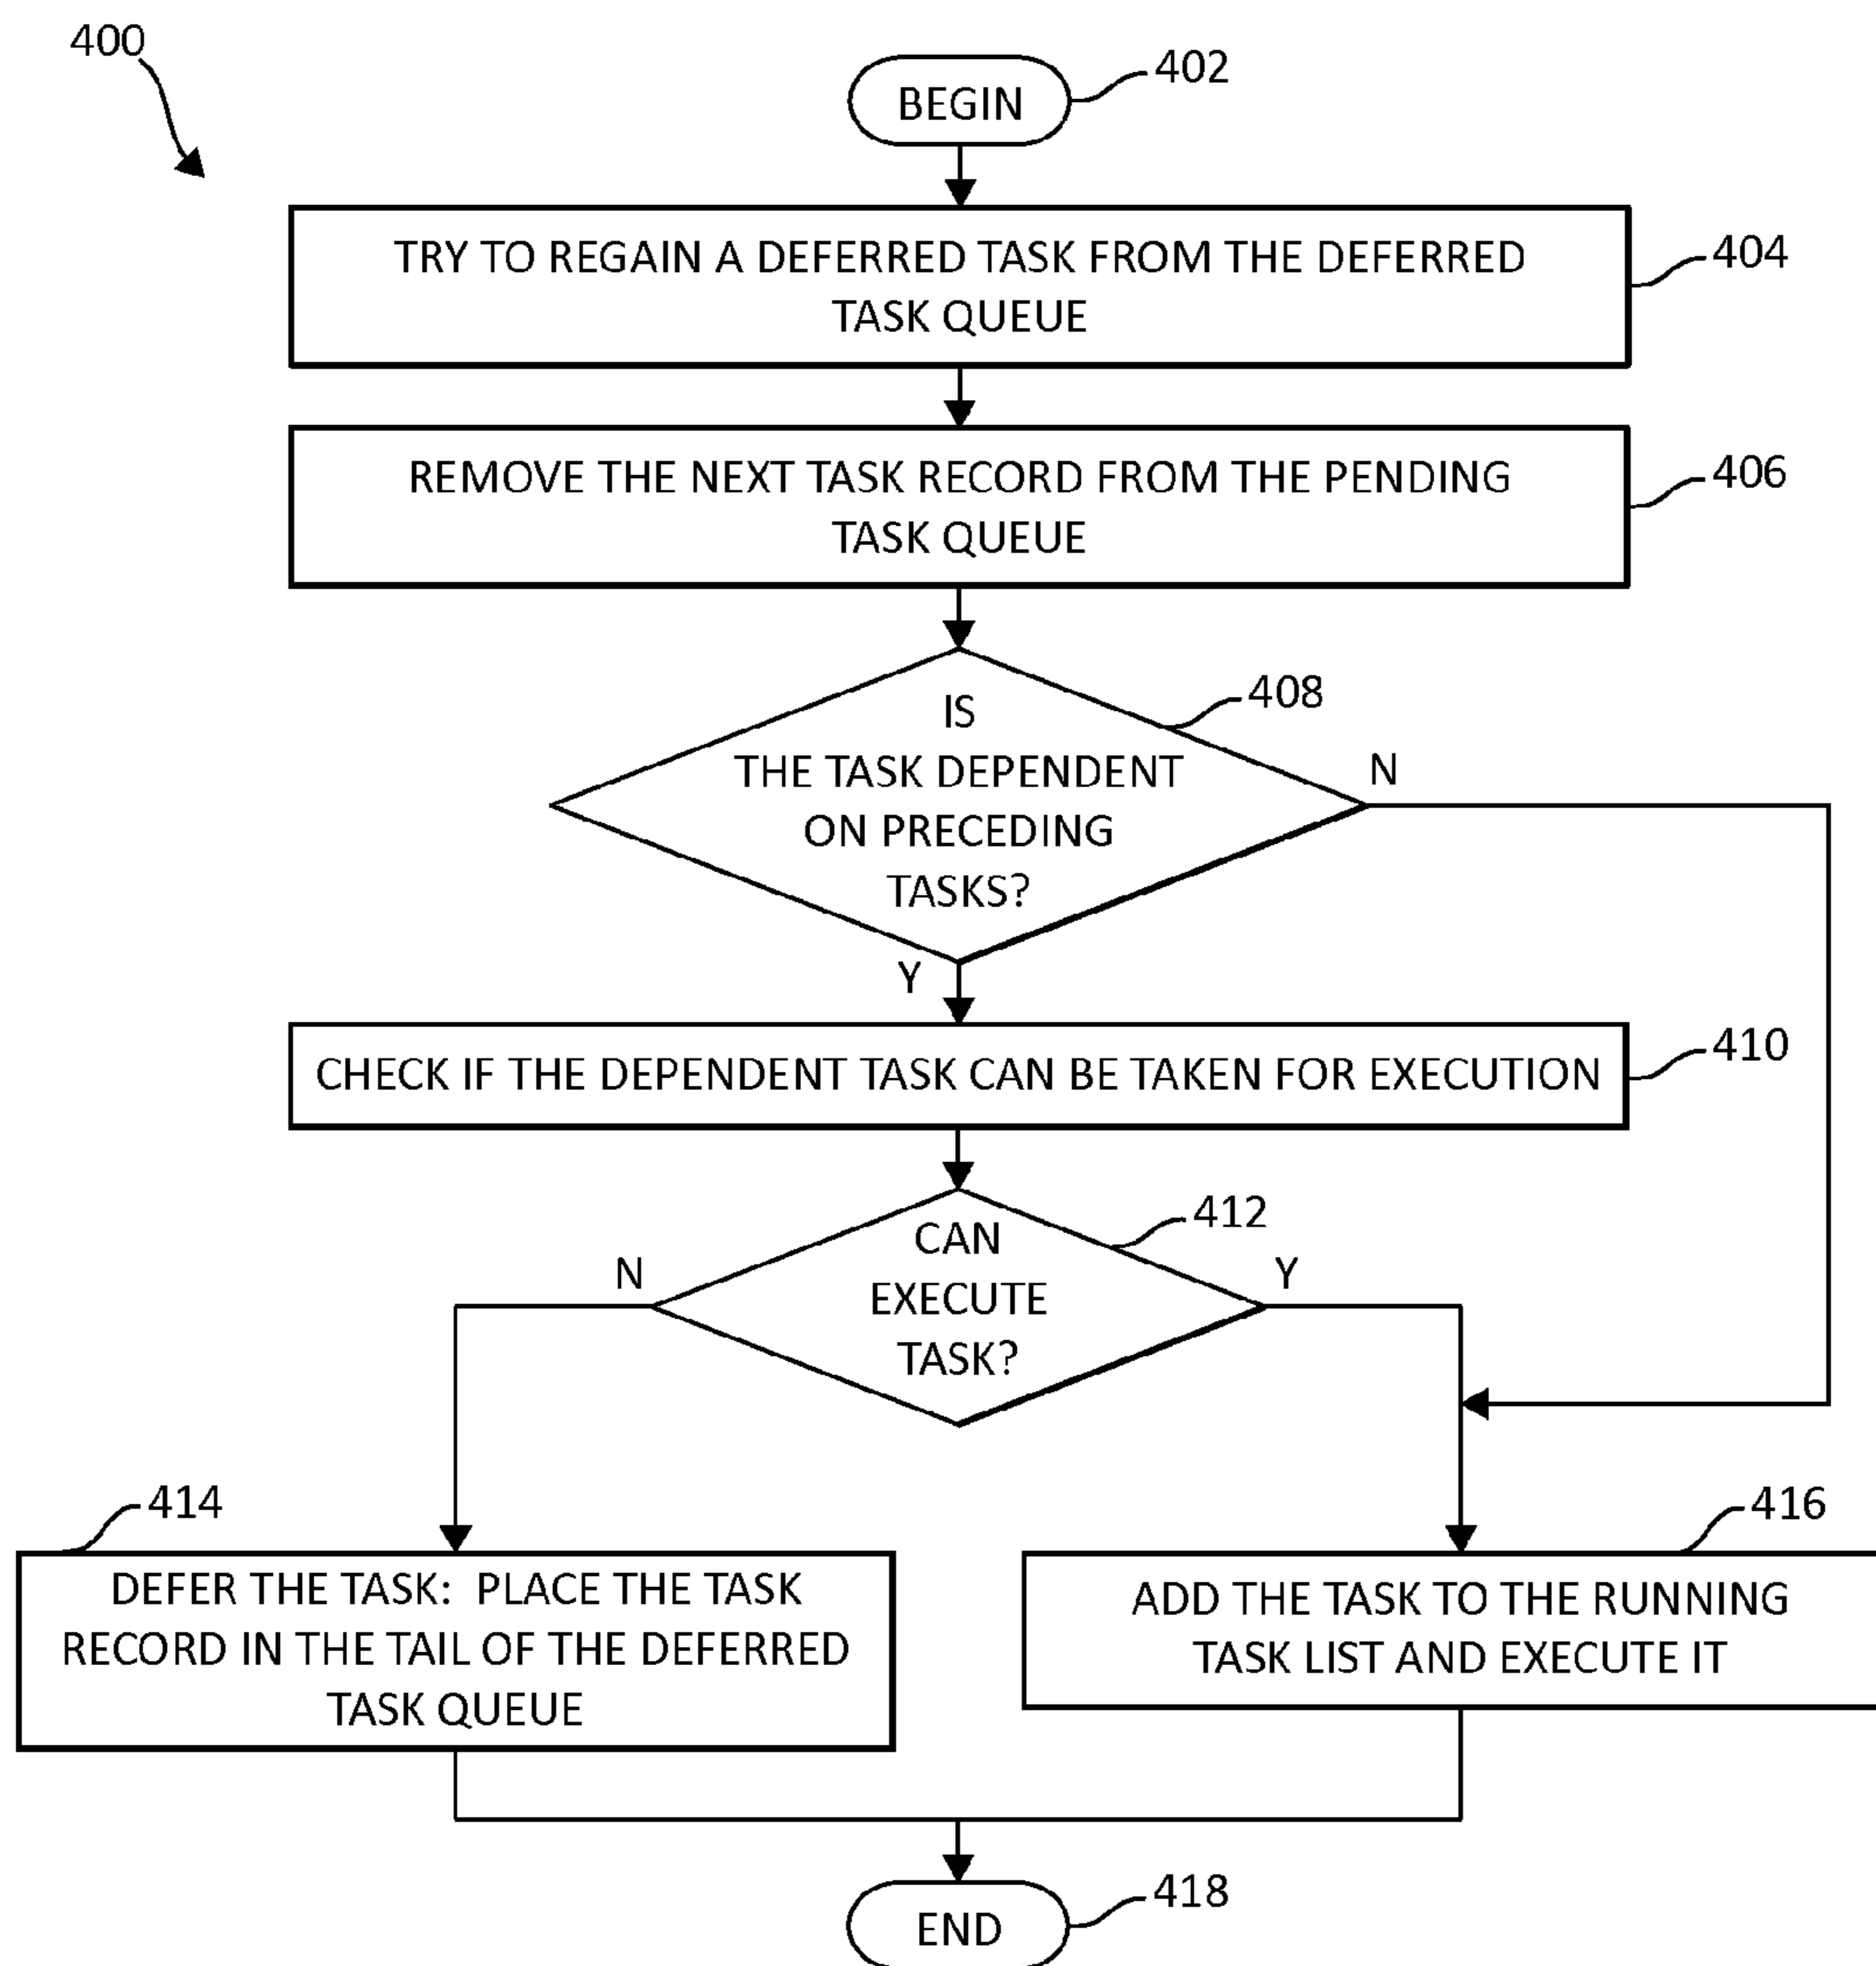 400
BEGIN
402
TRY TO REGAIN A DEFERRED TASK FROM THE DEFERRED
TASK QUEUE
404
REMOVE THE NEXT TASK RECORD FROM THE PENDING
TASK QUEUE
406
IS
THE TASK DEPENDENT
ON PRECEDING
TASKS?
408
N
Y
CHECK IF THE DEPENDENT TASK CAN BE TAKEN FOR EXECUTION
410
CAN
EXECUTE
TASK?
412
N
Y
414
DEFER THE TASK: PLACE THE TASK
RECORD IN THE TAIL OF THE DEFERRED
TASK QUEUE
416
ADD THE TASK TO THE RUNNING
TASK LIST AND EXECUTE IT
END
418